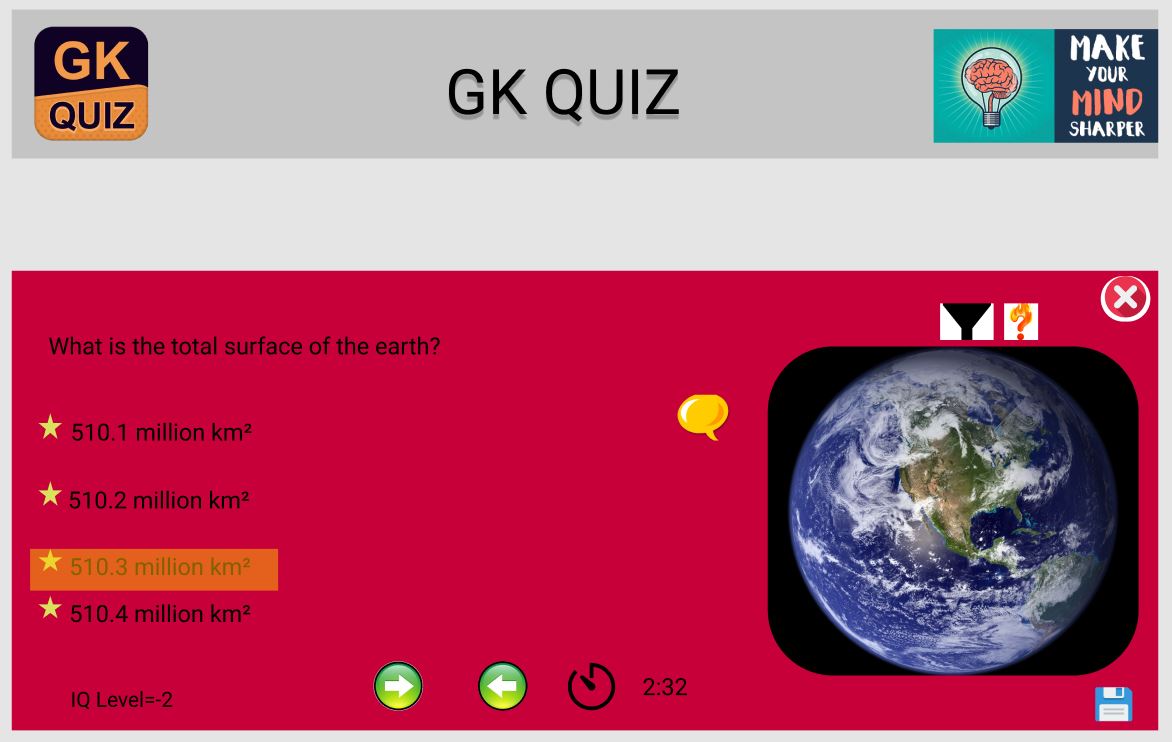 GK
QUIZ
GK QUIZ
MAKE
YOUR
MIND
SHARPER
What is the total surface of the earth?
510.1 million km²
510.2 million km²
510.3 million km²
510.4 million km²
IQ Level=-2
2:32